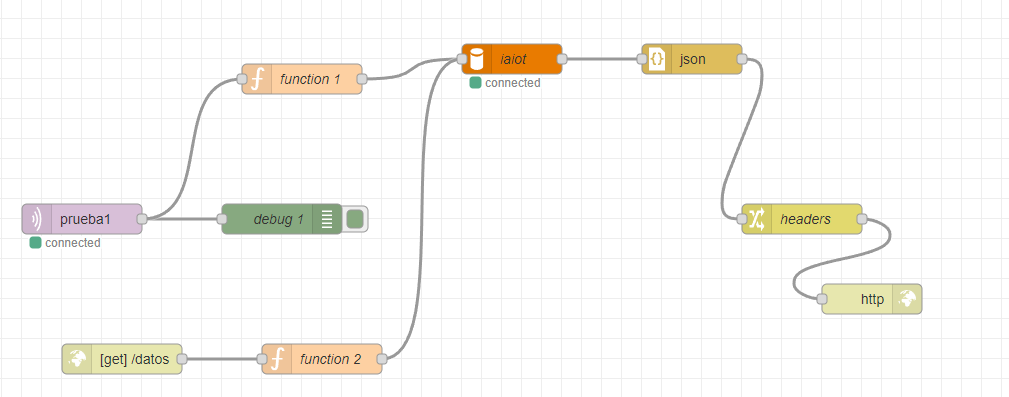 iaiot
json
connected
function 1
prueba1
debug 1
headers
connected
http
[get] /datos
function 2